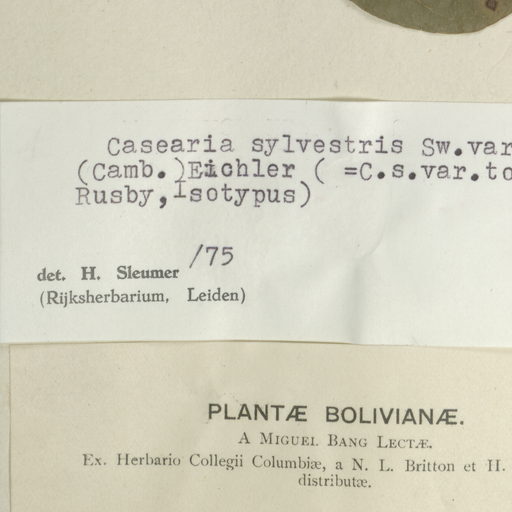 Casearia sylvestris Sw.var
(Camb.)Eichler ( =C.s.var.to
Rusby,Isotypus)
/75
det. H. Sleumer
(Rijksherbarium, Leiden)
PLANTÆ BOLIVIANÆ.
A MIGUEL BANG LECTÆ.
Ex. Herbario Collegii Columbiæ, a N. L. Britton et H.
distributæ.